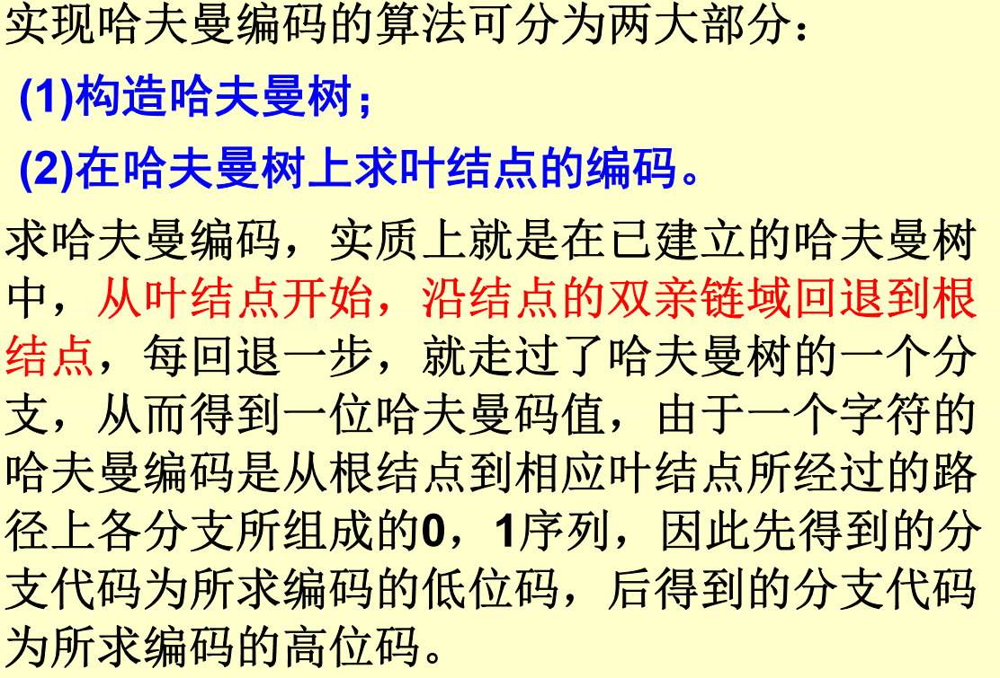 实现哈夫曼编码的算法可分为两大部分：
(1)构造哈夫曼树；
(2)在哈夫曼树上求叶结点的编码。
求哈夫曼编码，实质上就是在已建立的哈夫曼树
中，从叶结点开始，沿结点的双亲链域回退到根
结点，每回退一步，就走过了哈夫曼树的一个分
支，从而得到一位哈夫曼码值，由于一个字符的
哈夫曼编码是从根结点到相应叶结点所经过的路
径上各分支所组成的0，1序列，因此先得到的分
支代码为所求编码的低位码，后得到的分支代码
为所求编码的高位码。